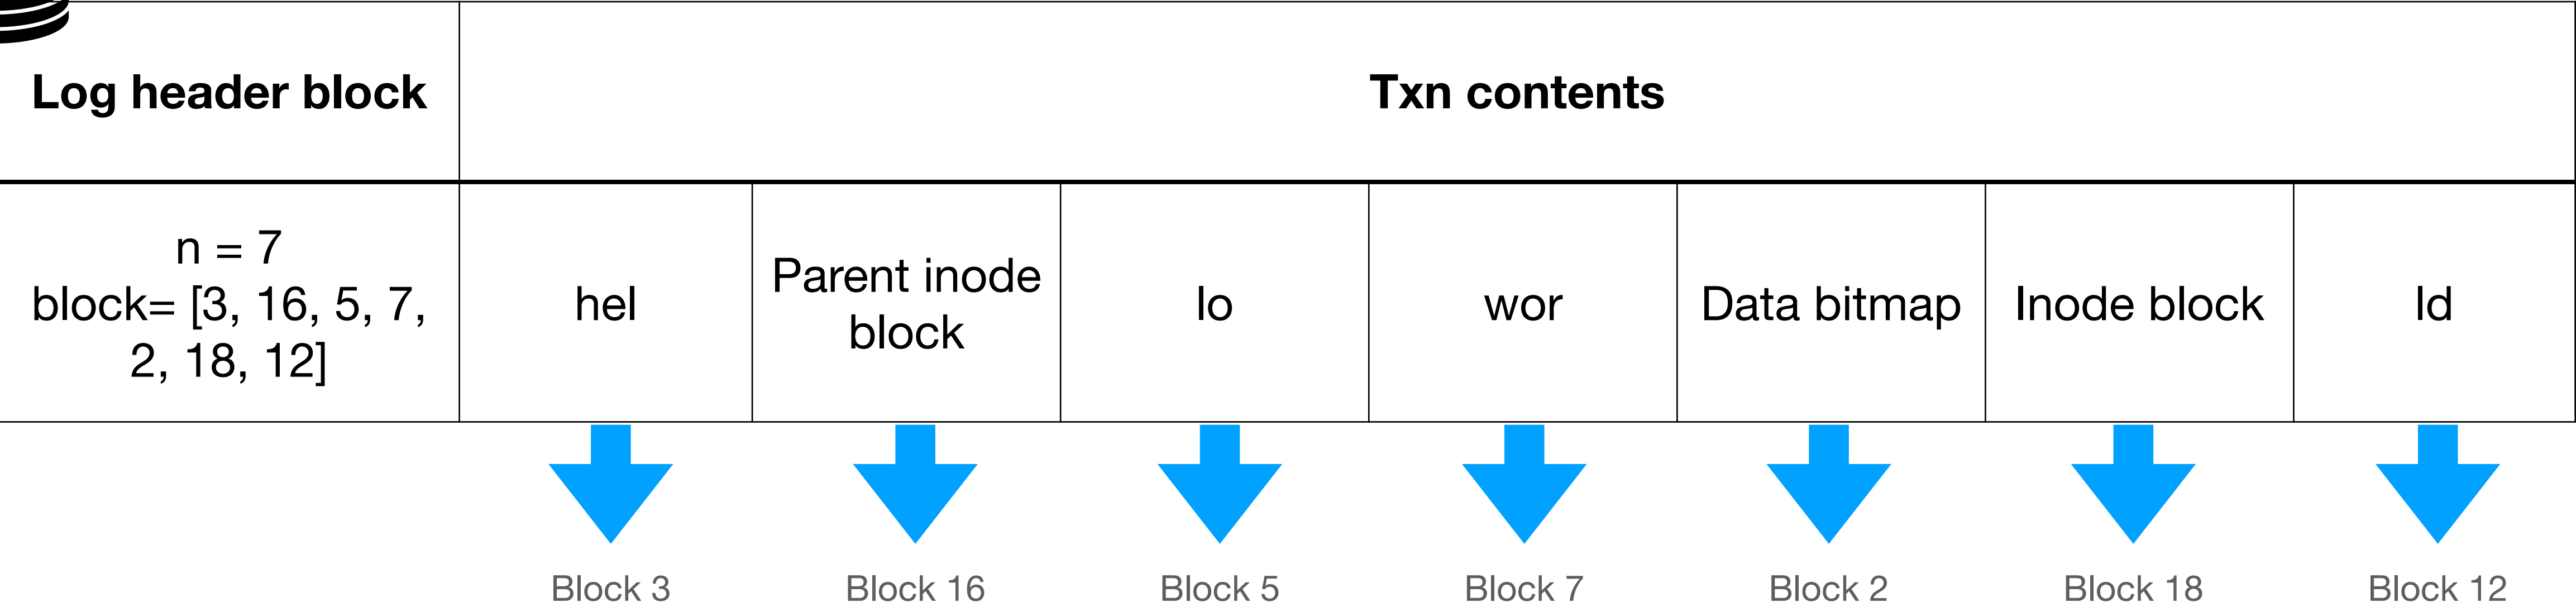 Log header block
Txn contents
n = 7
block= [3, 16, 5, 7,
2, 18, 12]
hel
Parent inode
block
lo
wor
Data bitmap
Inode block
ld
Block 3
Block 16
Block 5
Block 7
Block 2
Block 18
Block 12